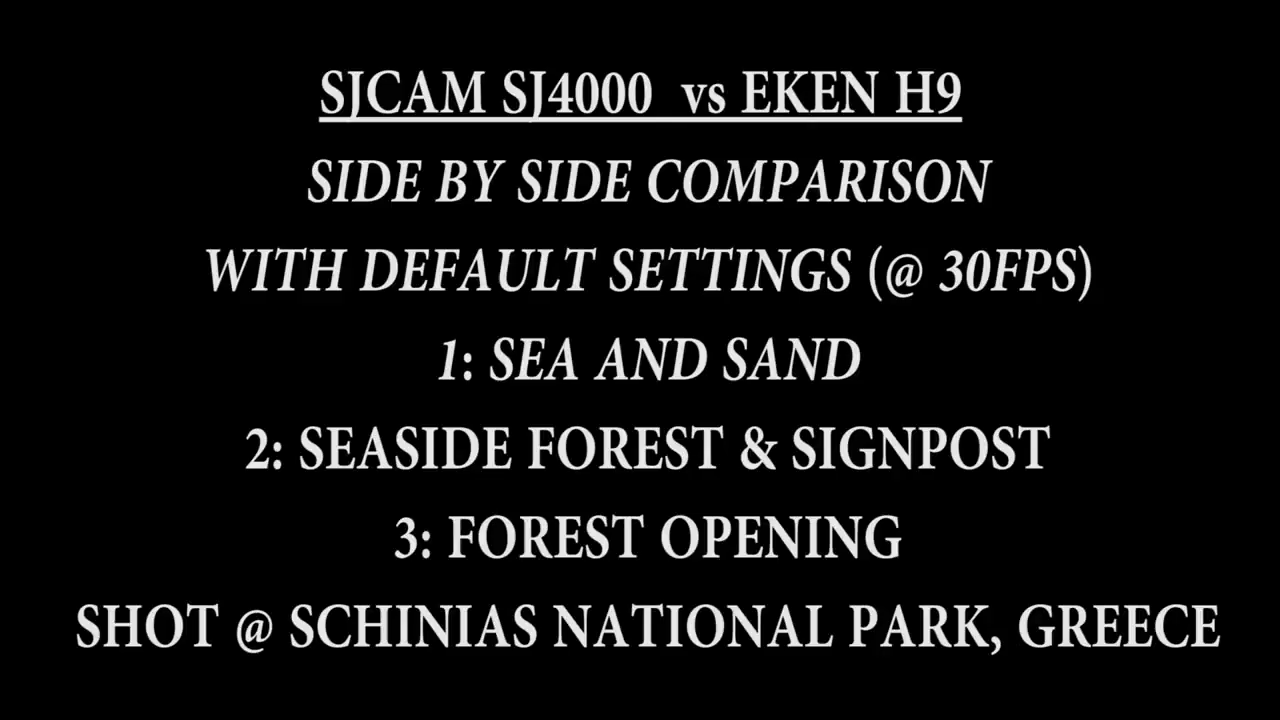 SJCAM SJ4000  vs EKEN H9
SIDE BY SIDE COMPARISON
WITH DEFAULT SETTINGS (@ 30FPS)
1: SEA AND SAND
2: SEASIDE FOREST & SIGNPOST
3: FOREST OPENING
SHOT @ SCHINIAS NATIONAL PARK, GREECE